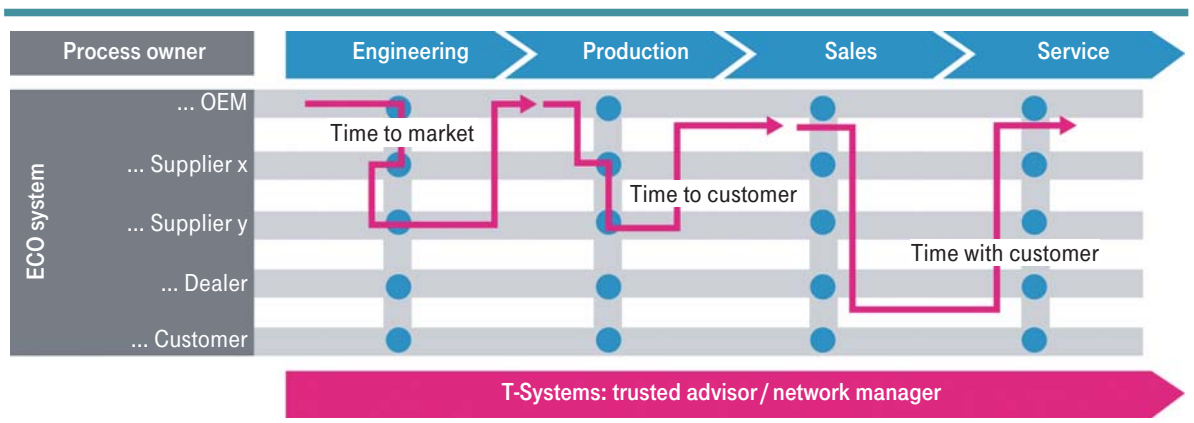 Process owner
Engineering
Production
Sales
Service
ECO system
... OEM
... Supplier x
... Supplier y
... Dealer
... Customer
Time to market
Time to customer
Time with customer
T-Systems: trusted advisor / network manager